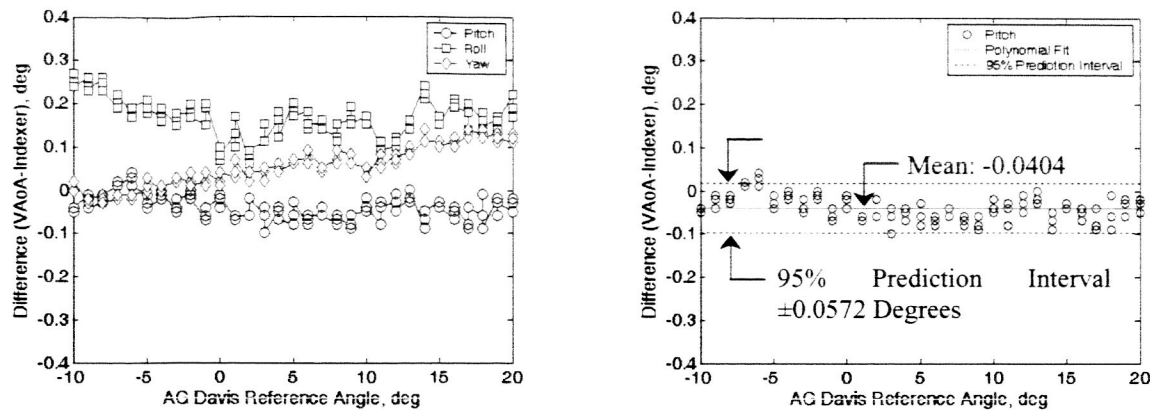 0.4
0.3
0.2
0.1
0
-0.1
-0.2
-0.3
-0.4
Difference (VAoA-Indexer), deg
Pitch
Roll
Yaw
-10
-5
0
5
10
15
20
AG Davis Reference Angle, deg
0.4
0.3
0.2
0.1
0
-0.1
-0.2
-0.3
-0.4
Difference (VAoA-Indexer), deg
Pitch
Polynomial Fit
95% Prediction Interval
Mean: -0.0404
95% Prediction Interval
±0.0572 Degrees
-10
-5
0
5
10
15
20
AG Davis Reference Angle, deg